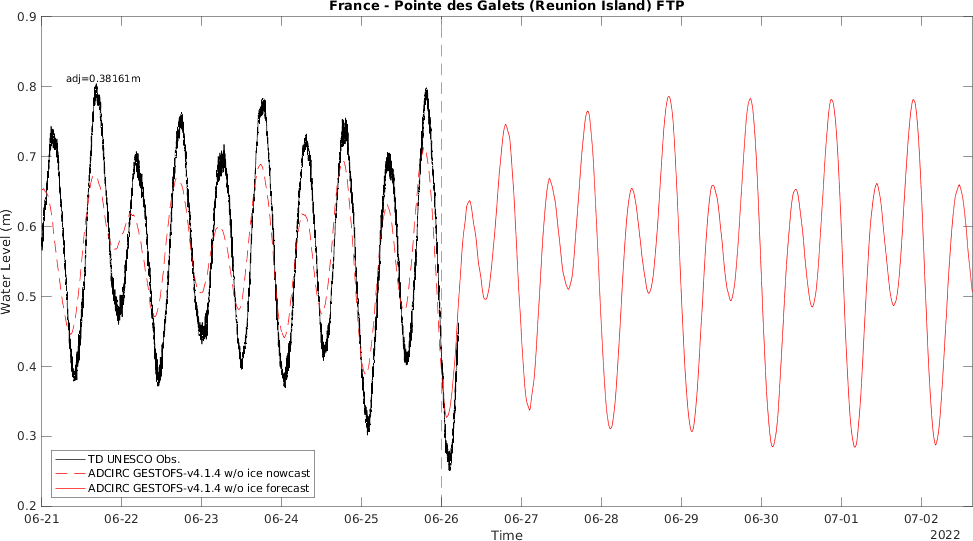 France - Pointe des Galets (Reunion Island) FTP
0.9
0.8
0.7
0.6
0.5
0.4
0.3
0.2
Water Level (m)
adj=0.38161m
TD UNESCO Obs.
ADCIRC GESTOFS-v4.1.4 w/o ice nowcast
ADCIRC GESTOFS-v4.1.4 w/o ice forecast
06-21 06-22 06-23 06-24 06-25 06-26 06-27 06-28 06-29 06-30 07-01 07-02
Time
2022